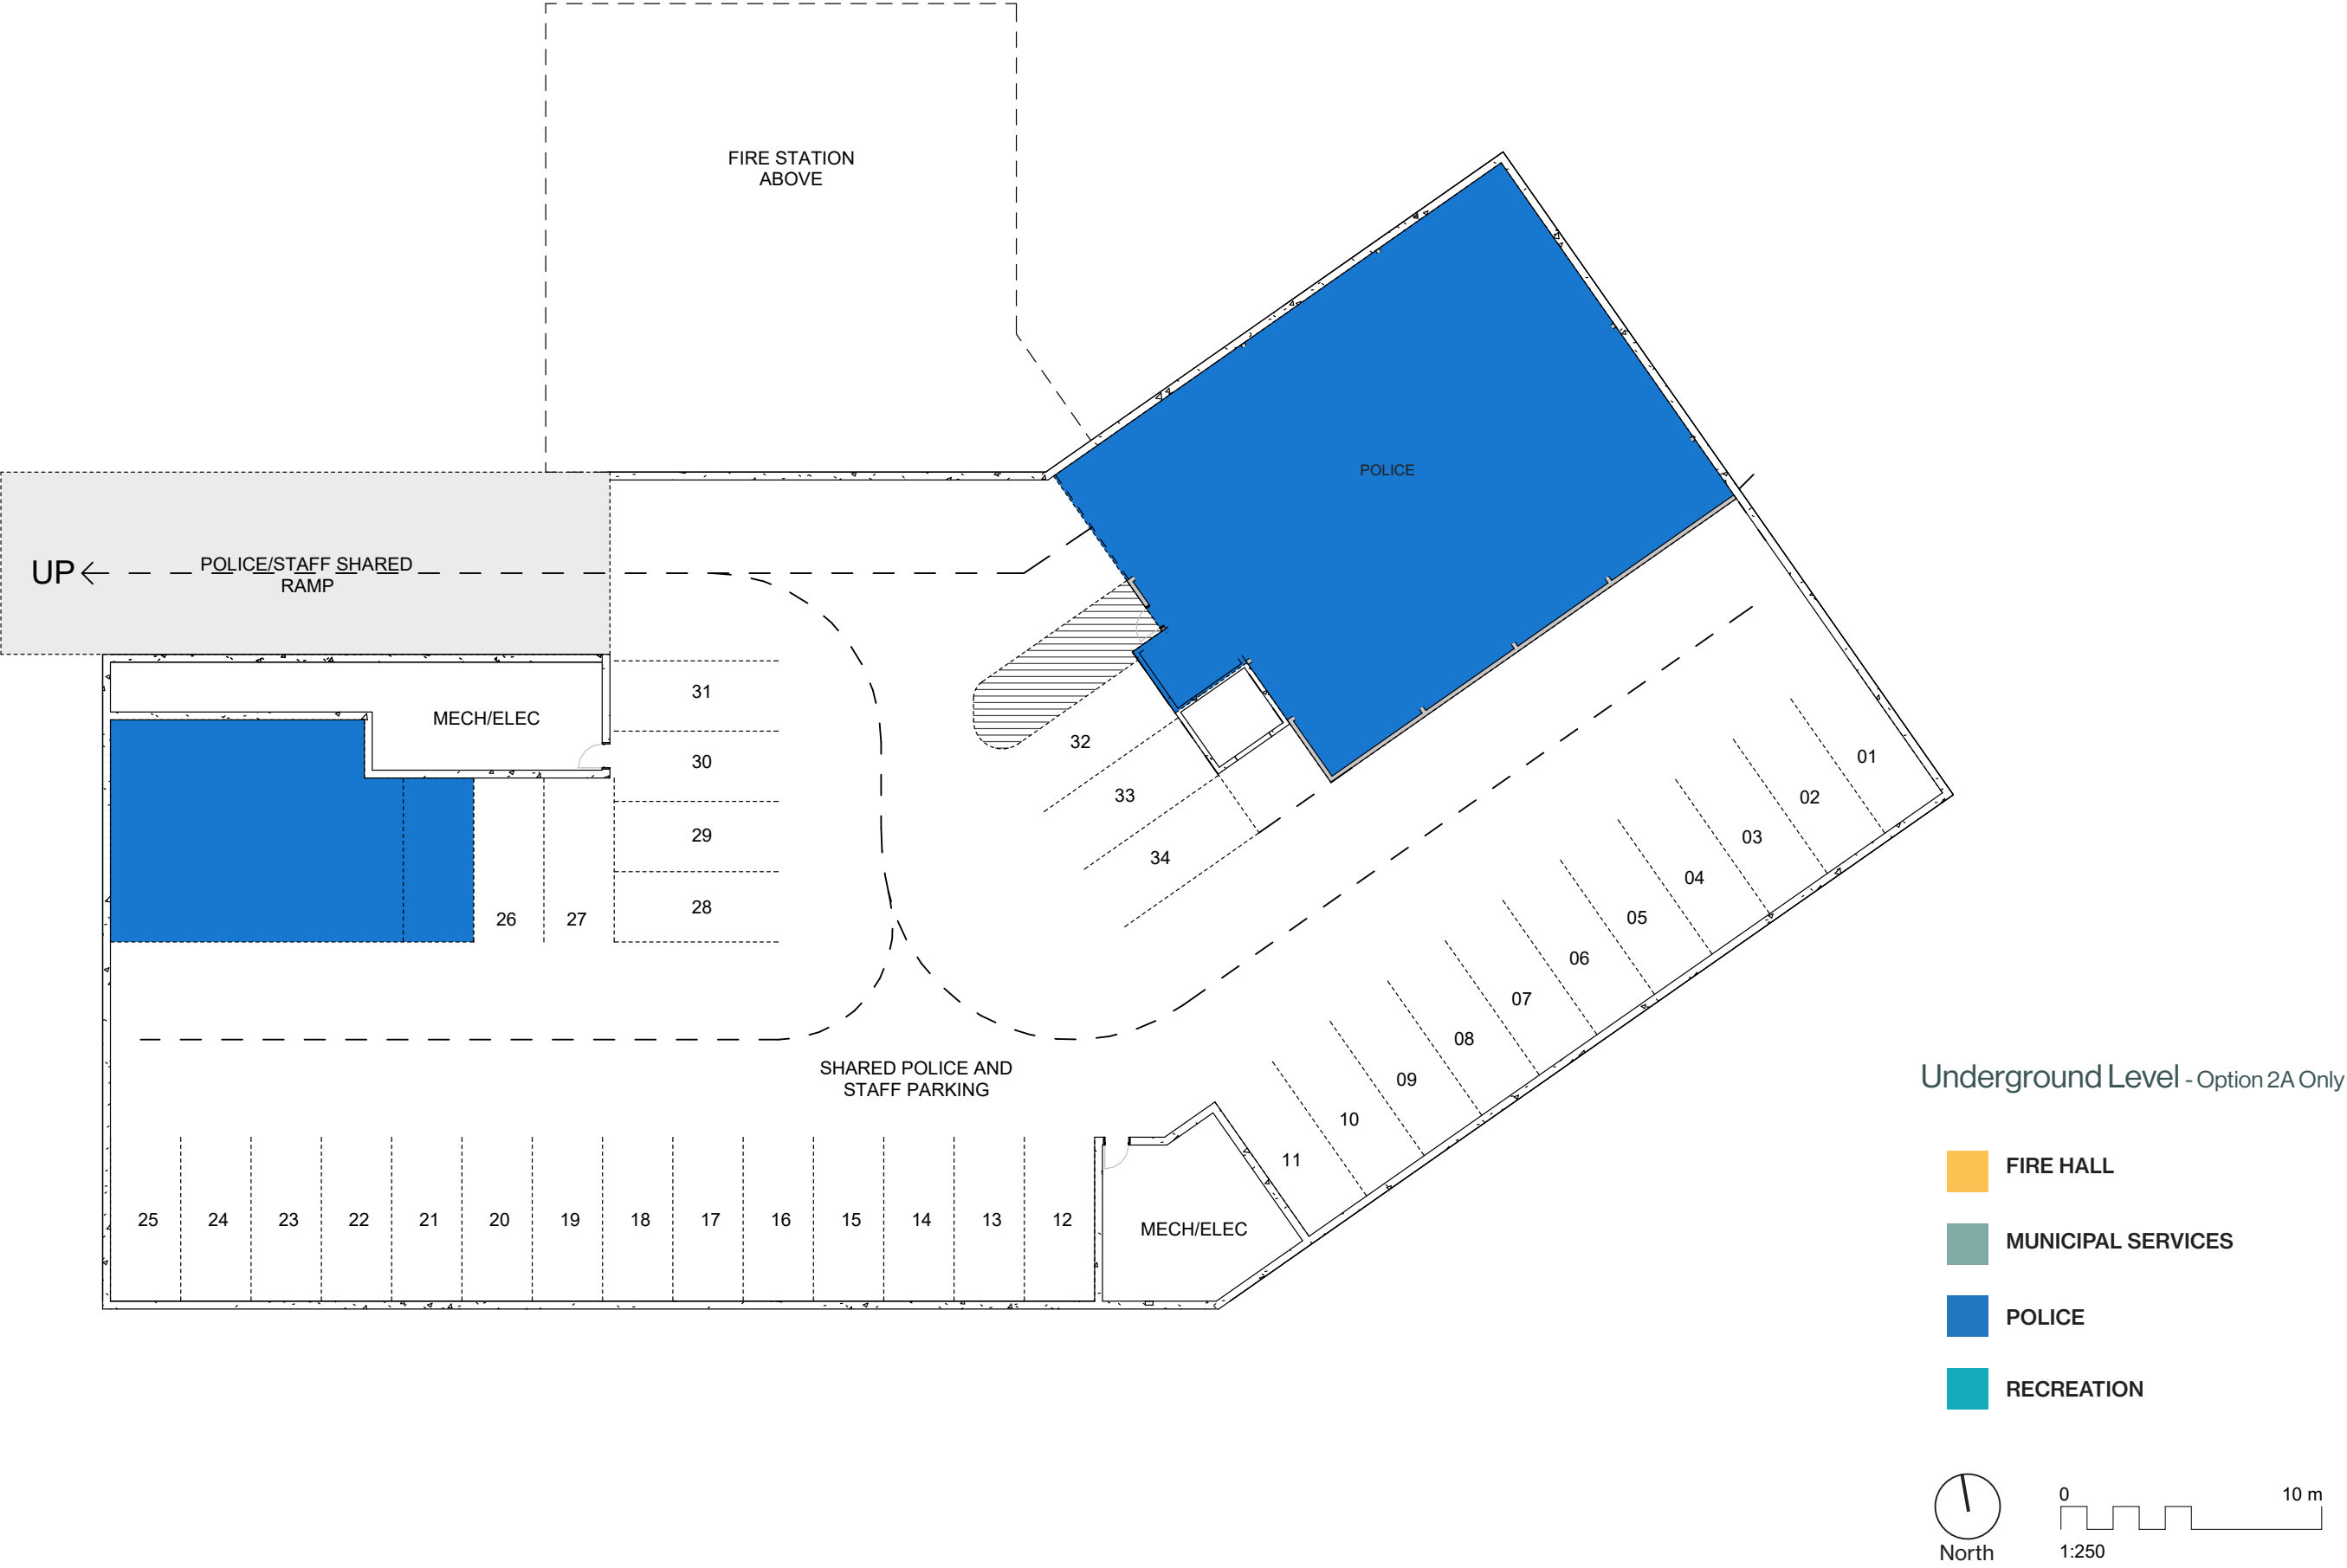 FIRE STATION
ABOVE
POLICE
UP
POLICE/STAFF SHARED
RAMP
MECH/ELEC
31
30
29
28
26
27
32
33
34
01
02
03
04
05
06
07
08
09
10
11
SHARED POLICE AND
STAFF PARKING
25 24 23 22 21 20 19 18 17 16 15 14 13 12
MECH/ELEC
Underground Level - Option 2A Only
FIRE HALL
MUNICIPAL SERVICES
POLICE
RECREATION
North
0 10 m
1:250